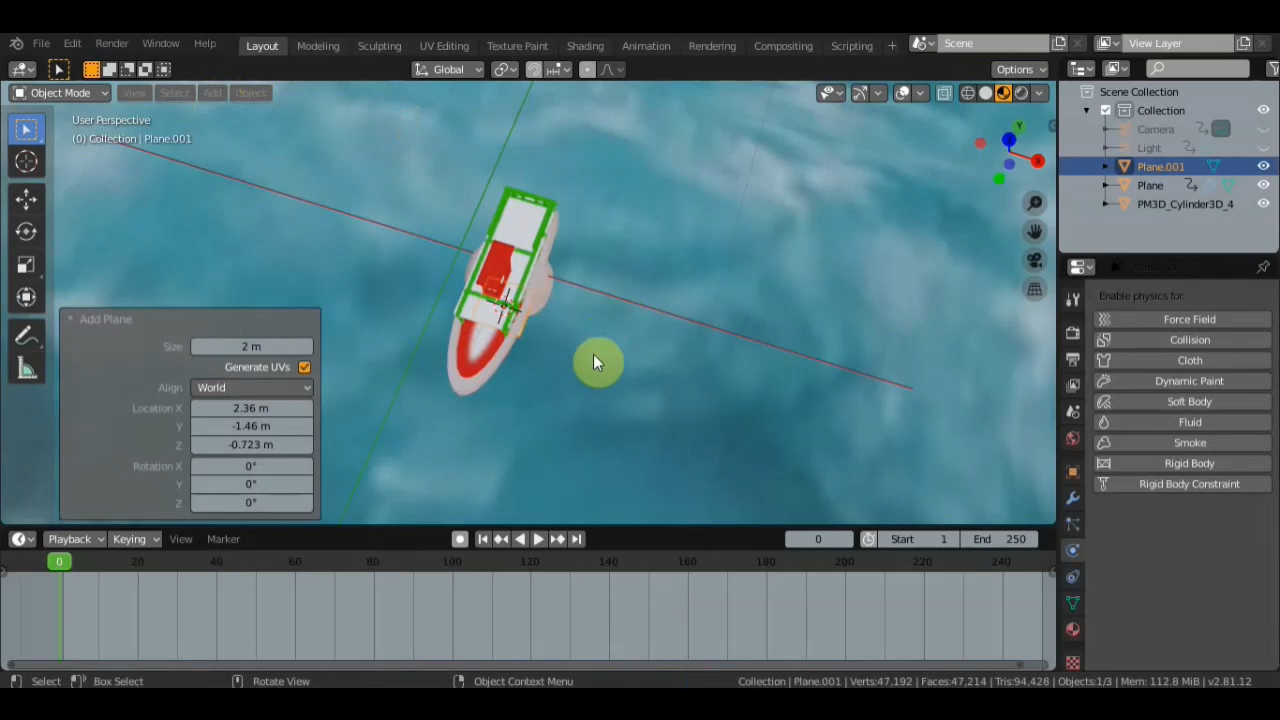 File Edit Render Window Help Layout Modeling Sculpting UV Editing Texture Paint Shading Animation Rendering Compositing Scripting + Scene View Layer
Global Options
Object Mode View Select Add Object
User Perspective
(0) Collection | Plane.001
Y
X
Scene Collection
Collection
Camera
Light
Plane.001
Plane
PM3D_Cylinder3D_4
Add Plane
Size 2 m
Generate UVs
Align World
Location X 2.36 m
Y -1.46 m
Z -0.723 m
Rotation X 0°
Y 0°
Z 0°
Enable physics for:
Force Field
Collision
Cloth
Dynamic Paint
Soft Body
Fluid
Smoke
Rigid Body
Rigid Body Constraint
Playback Keying View Marker 0 Start 1 End 250
0 20 40 60 80 100 120 140 160 180 200 220 240
Select Box Select Rotate View Object Context Menu Collection | Plane.001 | Verts:47,192 | Faces:47,214 | Tris:94,428 | Objects:1/3 | Mem: 112.8 MiB | v2.81.12